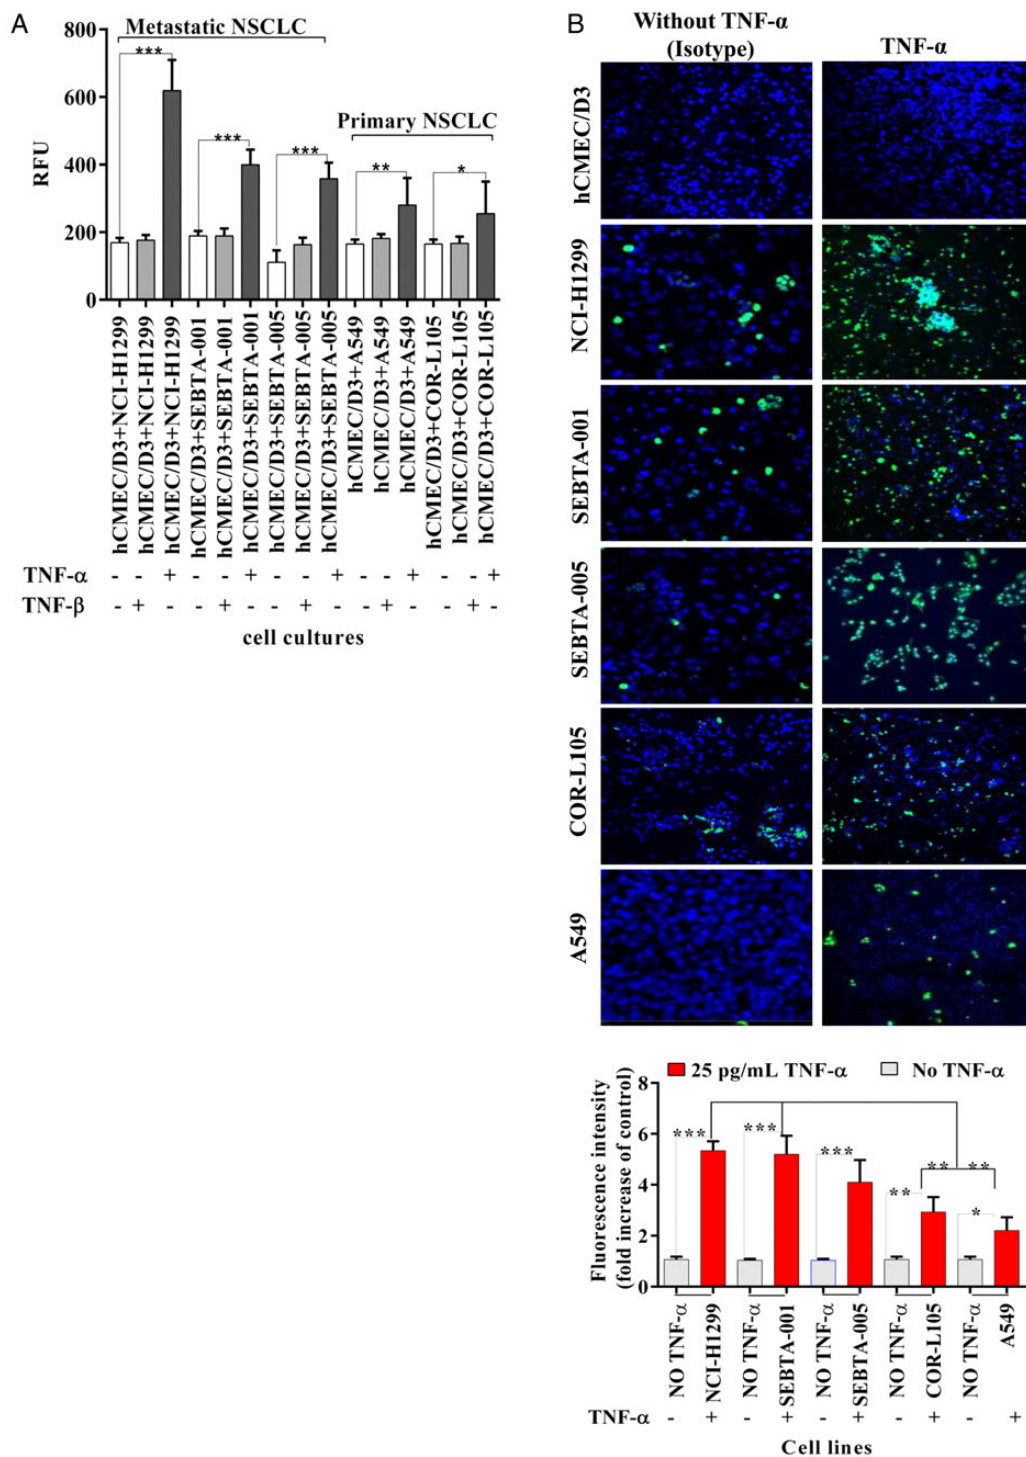 A
Metastatic NSCLC
***
***
***
Primary NSCLC
**
*
RFU
800
600
400
200
0
hCMEC/D3+NCI-H1299
hCMEC/D3+NCI-H1299
hCMEC/D3+NCI-H1299
hCMEC/D3+SEBTA-001
hCMEC/D3+SEBTA-001
hCMEC/D3+SEBTA-001
hCMEC/D3+SEBTA-005
hCMEC/D3+SEBTA-005
hCMEC/D3+SEBTA-005
hCMEC/D3+A549
hCMEC/D3+A549
hCMEC/D3+A549
hCMEC/D3+COR-L105
hCMEC/D3+COR-L105
hCMEC/D3+COR-L105
TNF-α - - + - - + - - + - - + - - +
TNF-β - + - + - + - + - +
cell cultures
B
Without TNF-α
(Isotype)
TNF-α
hCMEC/D3
NCI-H1299
SEBTA-001
SEBTA-005
COR-L105
A549
25 pg/mL TNF-α No TNF-α
Fluorescence intensity
(fold increase of control)
8
6
4
2
0
***
***
***
**
** **
*
NO TNF-α
NCI-H1299
NO TNF-α
SEBTA-001
NO TNF-α
SEBTA-005
NO TNF-α
COR-L105
NO TNF-α
A549
TNF-α - + - + - + - + - +
Cell lines